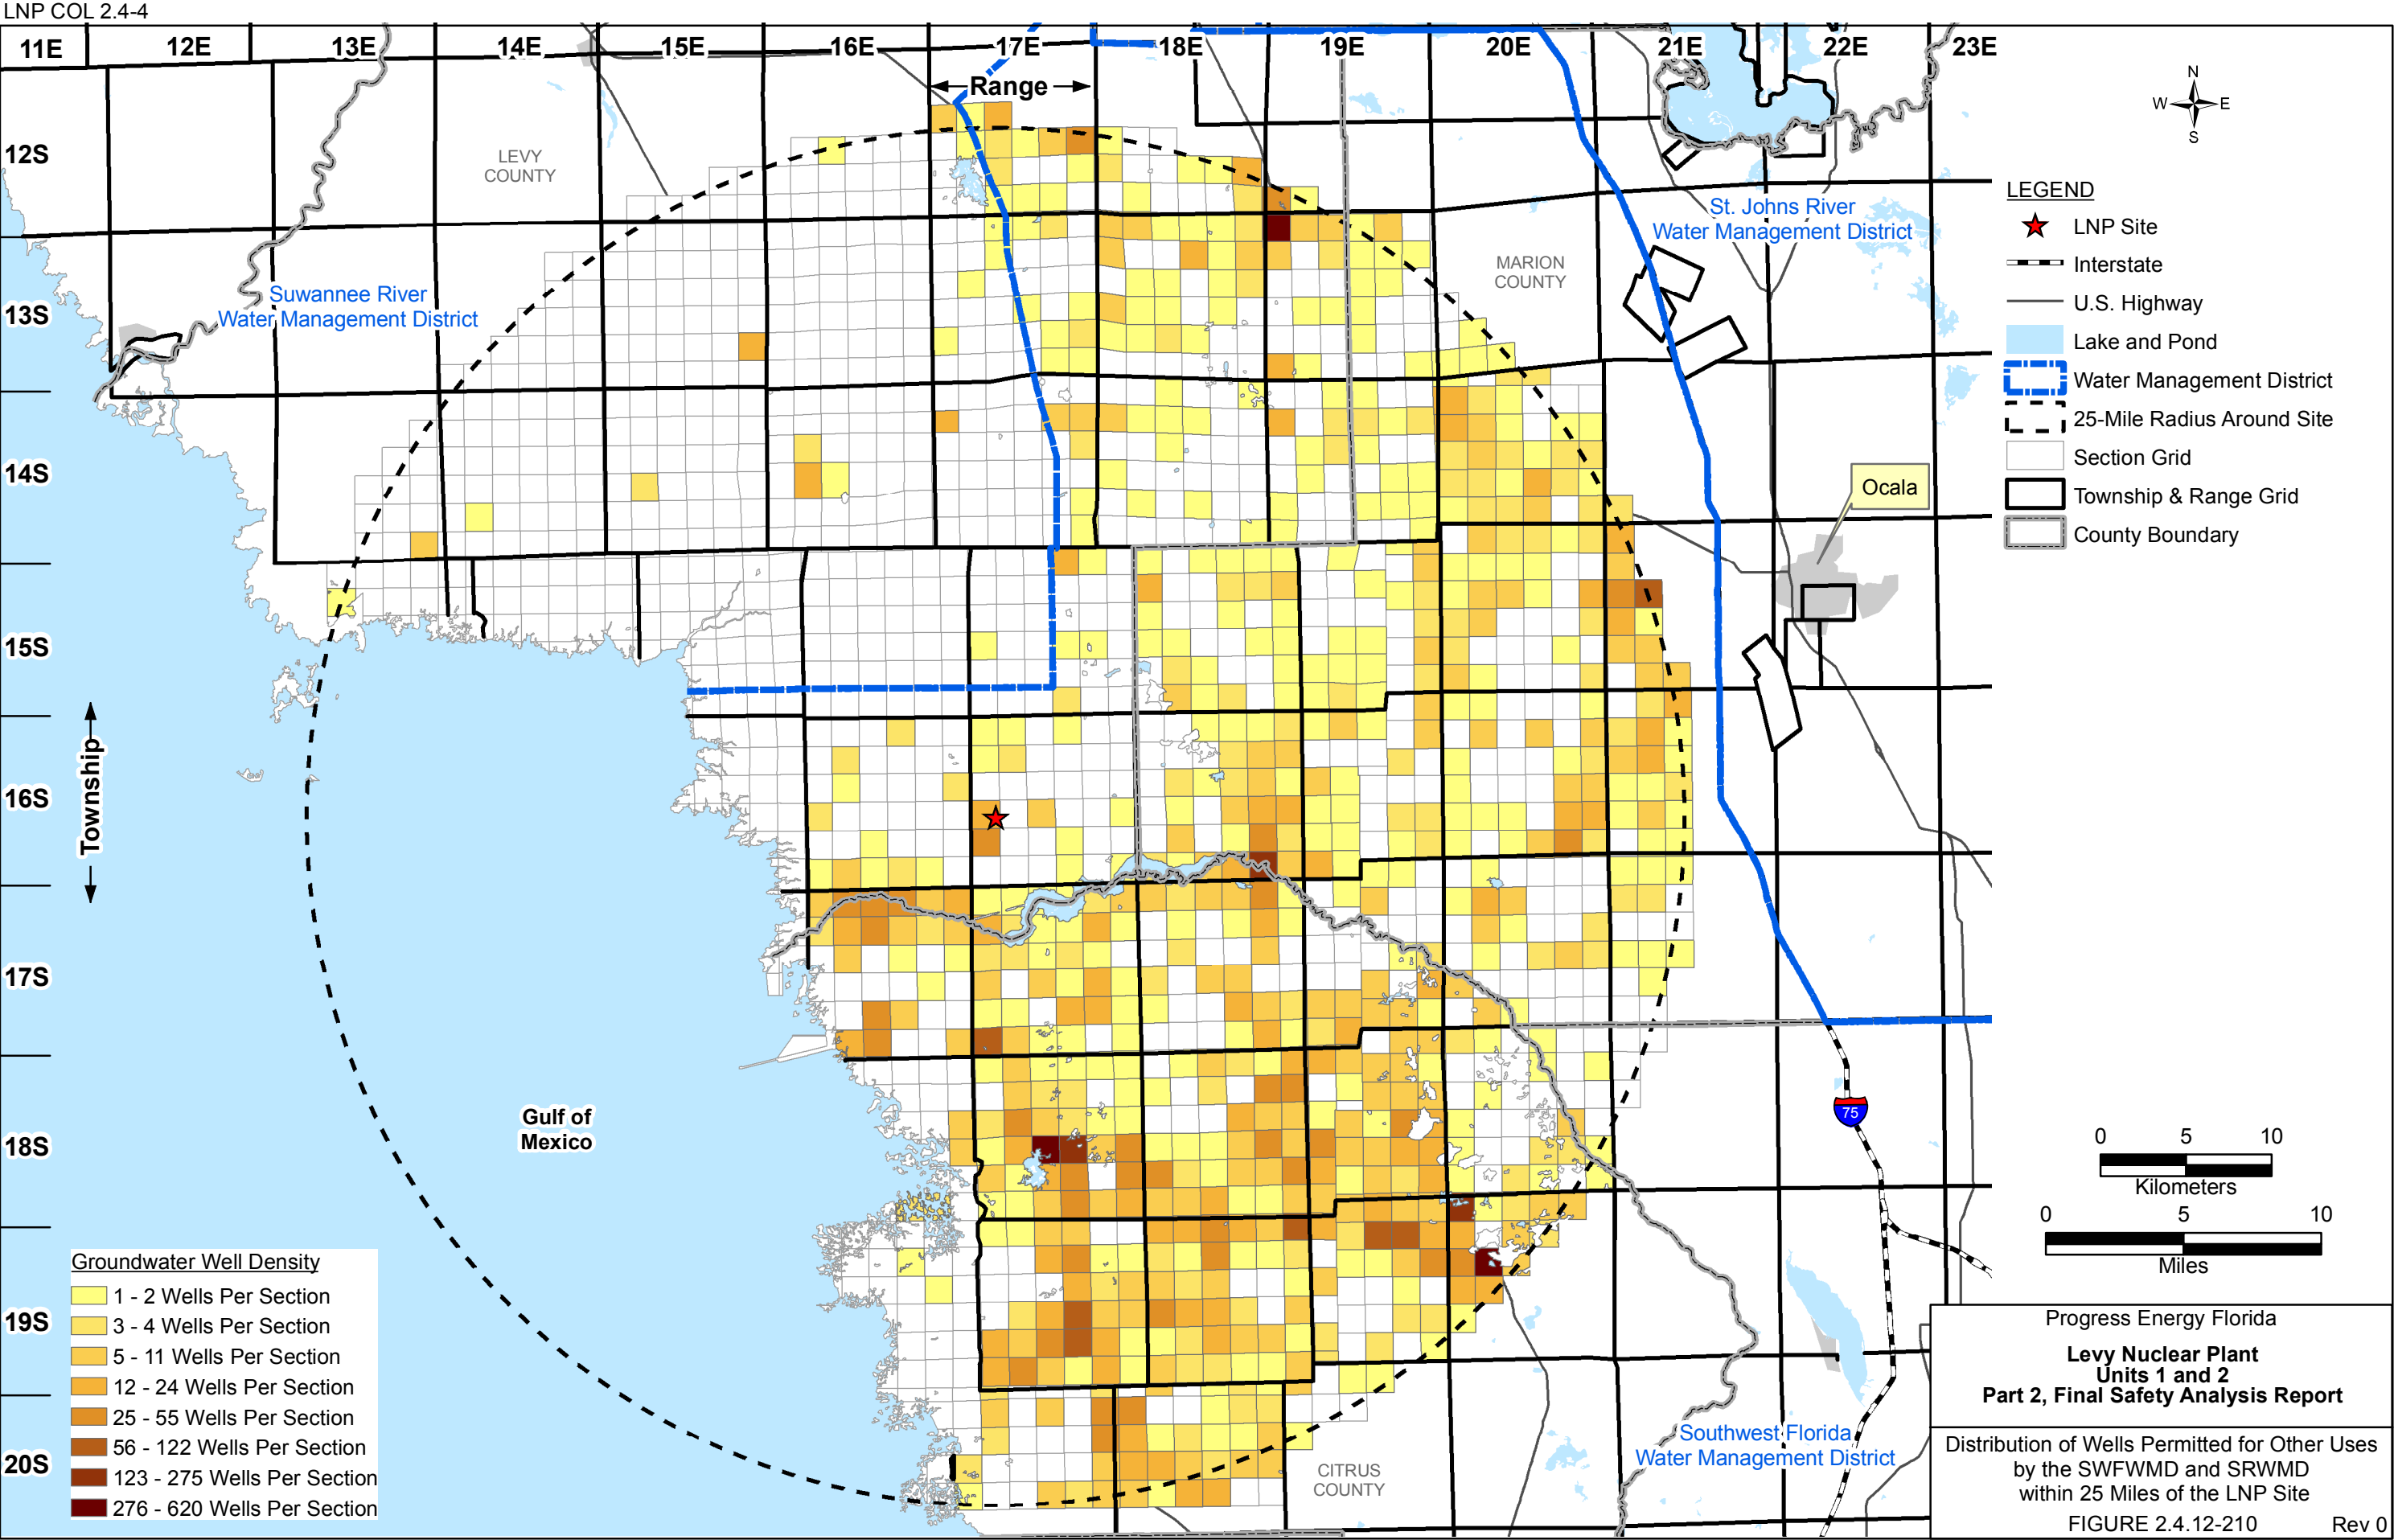 LNP COL 2.4-4
11E 12E 13E 14E 15E 16E 17E 18E 19E 20E 21E 22E 23E
Range
N
W E
S
12S
LEVY
COUNTY
LEGEND
LNP Site
Interstate
U.S. Highway
Lake and Pond
Water Management District
25-Mile Radius Around Site
Section Grid
Township & Range Grid
County Boundary
St. Johns River
Water Management District
MARION
COUNTY
Suwannee River
Water Management District
13S
14S
Ocala
15S
Township
16S
17S
75
Gulf of
Mexico
18S
0 5 10
Kilometers
0 5 10
Miles
Groundwater Well Density
1 - 2 Wells Per Section
3 - 4 Wells Per Section
5 - 11 Wells Per Section
12 - 24 Wells Per Section
25 - 55 Wells Per Section
56 - 122 Wells Per Section
123 - 275 Wells Per Section
276 - 620 Wells Per Section
19S
20S
CITRUS
COUNTY
Southwest Florida
Water Management District
Progress Energy Florida
Levy Nuclear Plant
Units 1 and 2
Part 2, Final Safety Analysis Report
Distribution of Wells Permitted for Other Uses
by the SWFWMD and SRWMD
within 25 Miles of the LNP Site
FIGURE 2.4.12-210 Rev 0